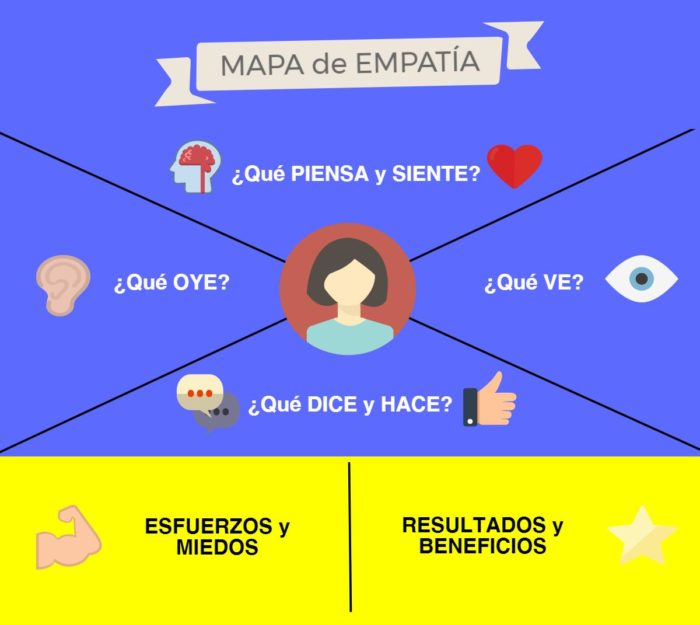 MAPA de EMPATÍA
¿Qué PIENSA y SIENTE?
¿Qué OYE?
¿Qué VE?
¿Qué DICE y HACE?
ESFUERZOS y
MIEDOS
RESULTADOS y
BENEFICIOS